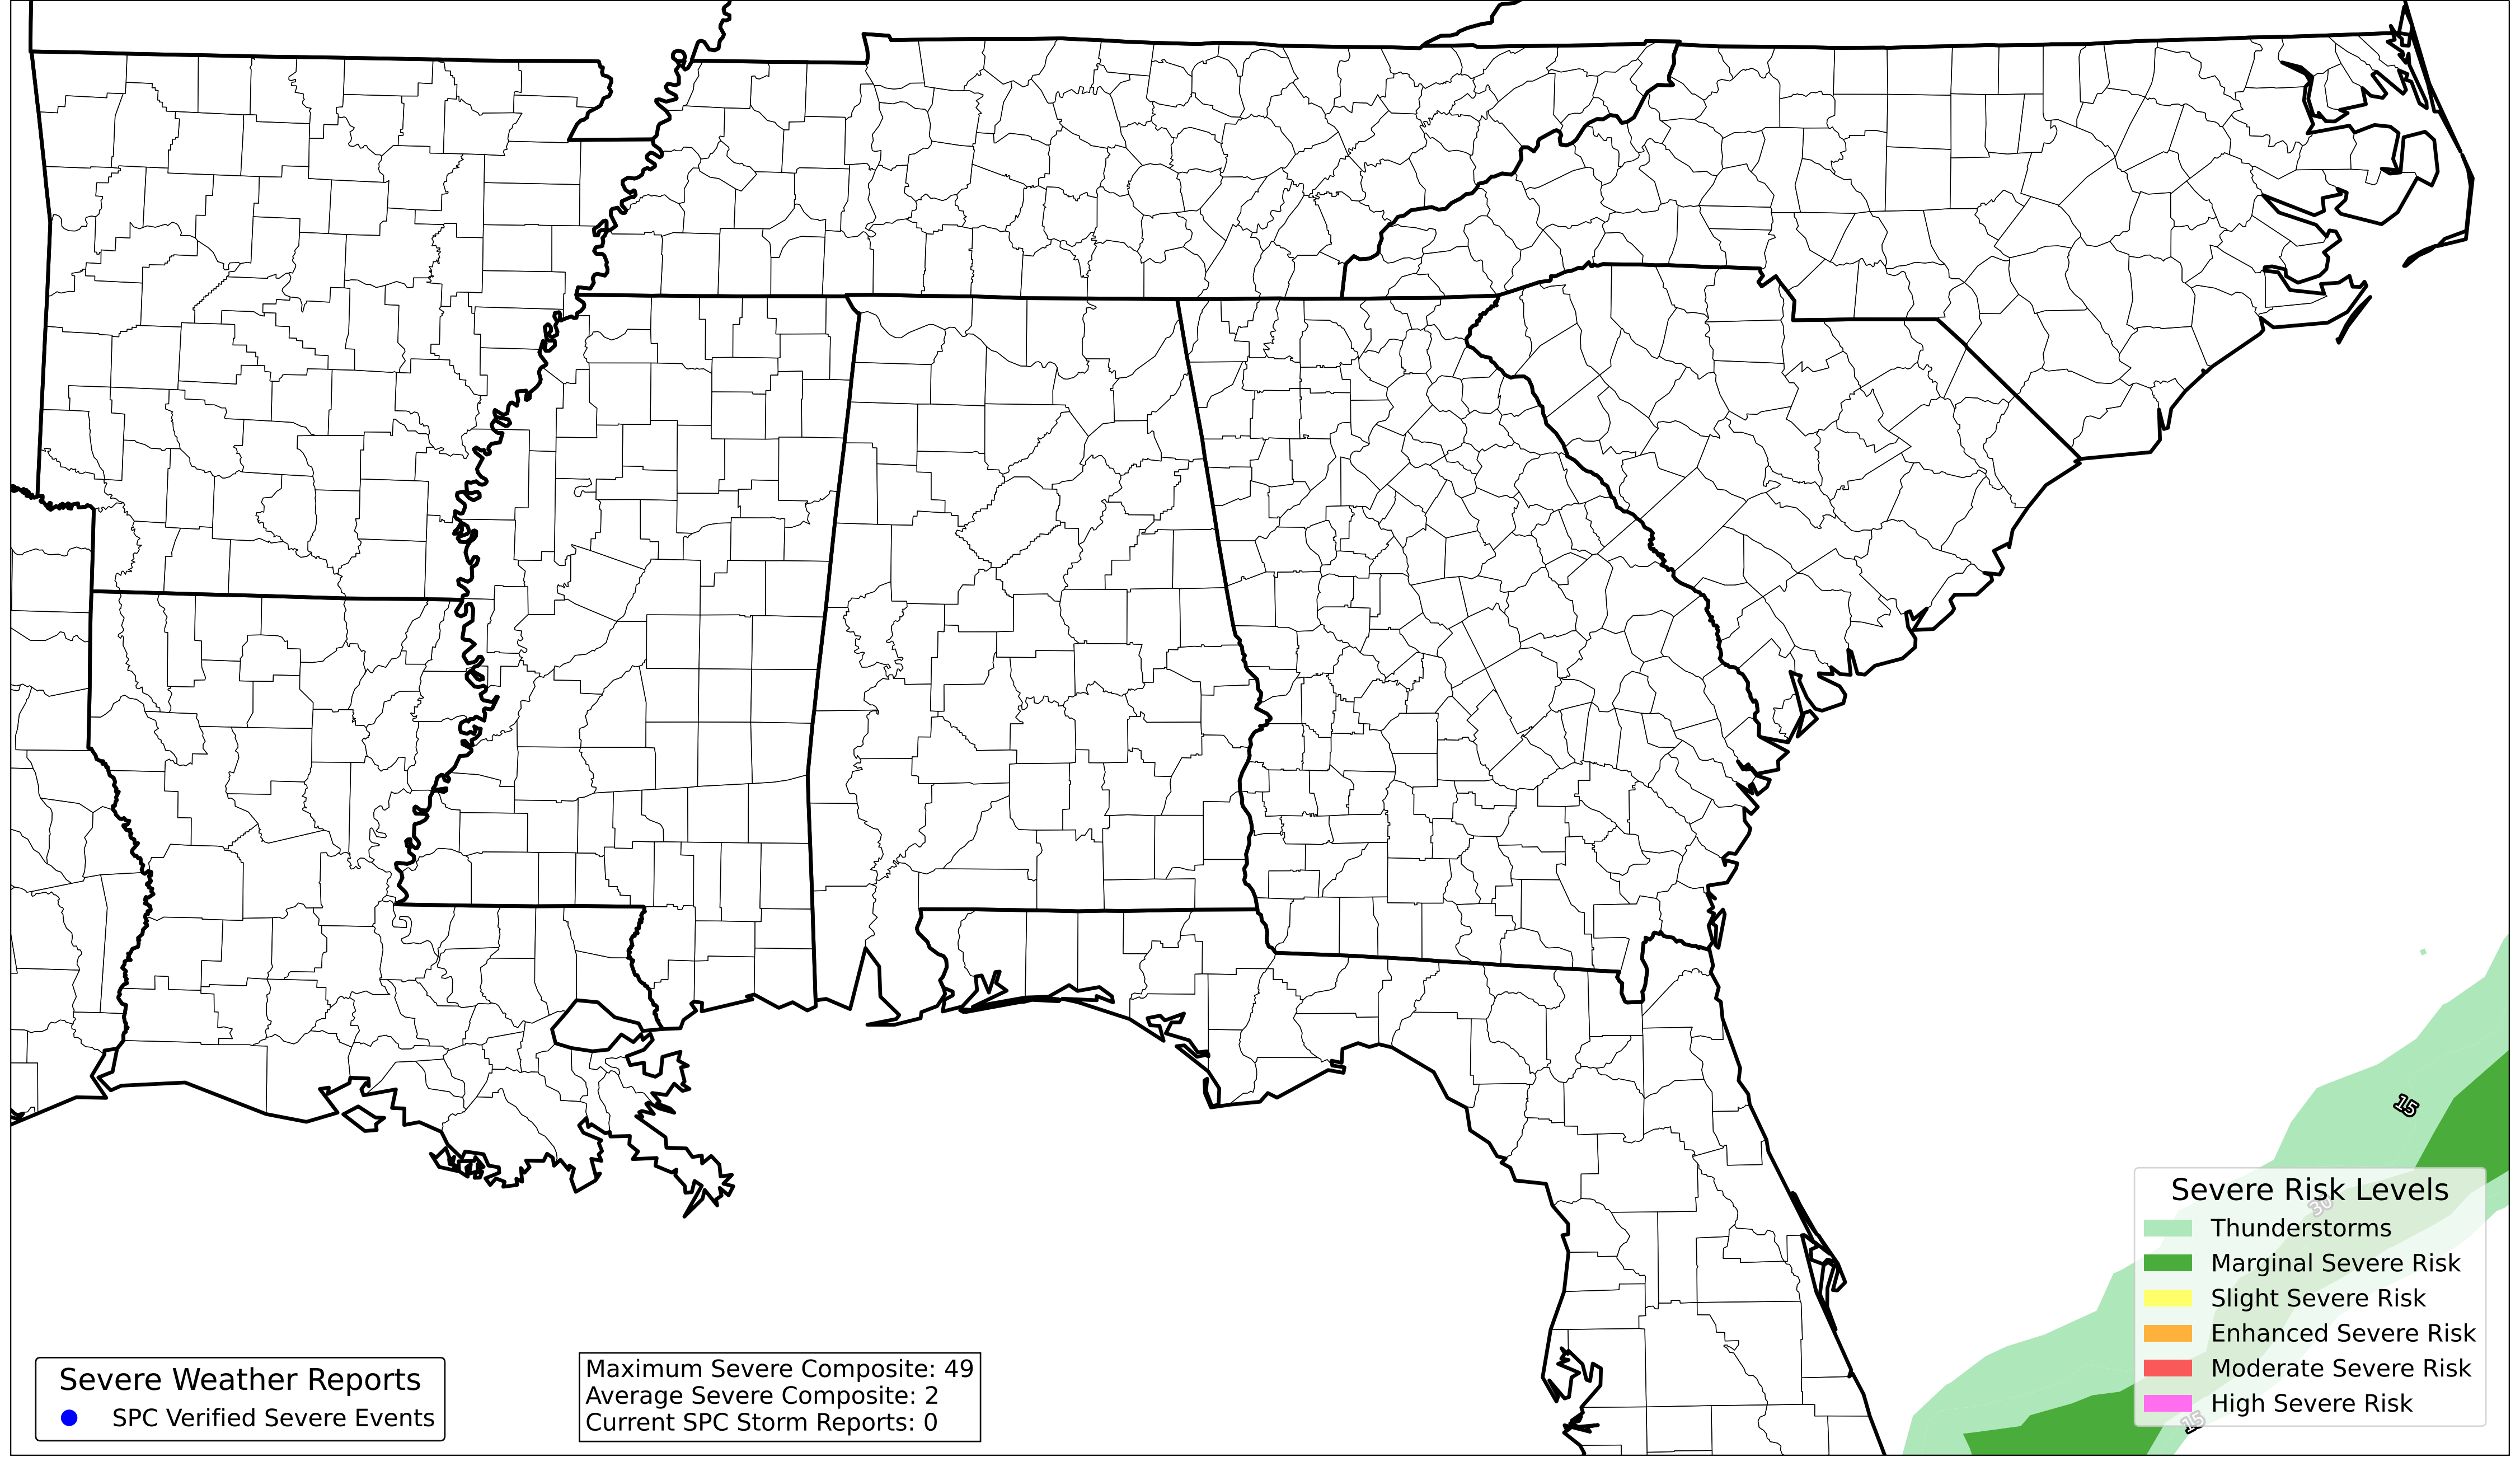 15
Severe Risk Levels
30
Thunderstorms
Marginal Severe Risk
Slight Severe Risk
Enhanced Severe Risk
Moderate Severe Risk
High Severe Risk
15
Severe Weather Reports
SPC Verified Severe Events
Maximum Severe Composite: 49
Average Severe Composite: 2
Current SPC Storm Reports: 0